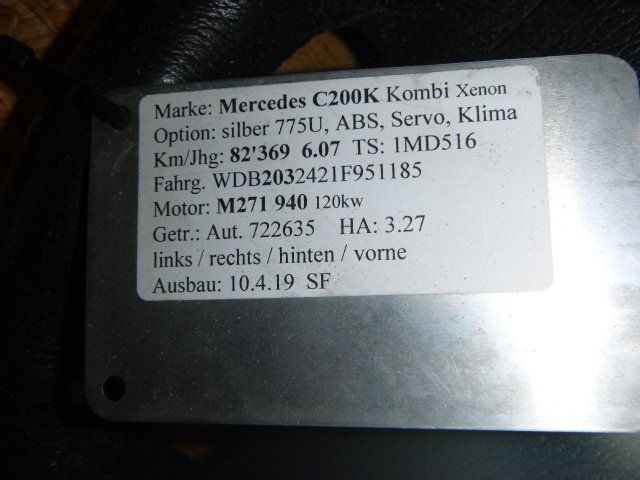 Marke: Mercedes C200K Kombi Xenon
Option: silber 775U, ABS, Servo, Klima
Km/Jhg: 82'369 6.07 TS: 1MD516
Fahrg. WDB2032421F951185
Motor: M271 940 120kw
Getr.: Aut. 722635 HA: 3.27
links / rechts / hinten / vorne
Ausbau: 10.4.19 SF